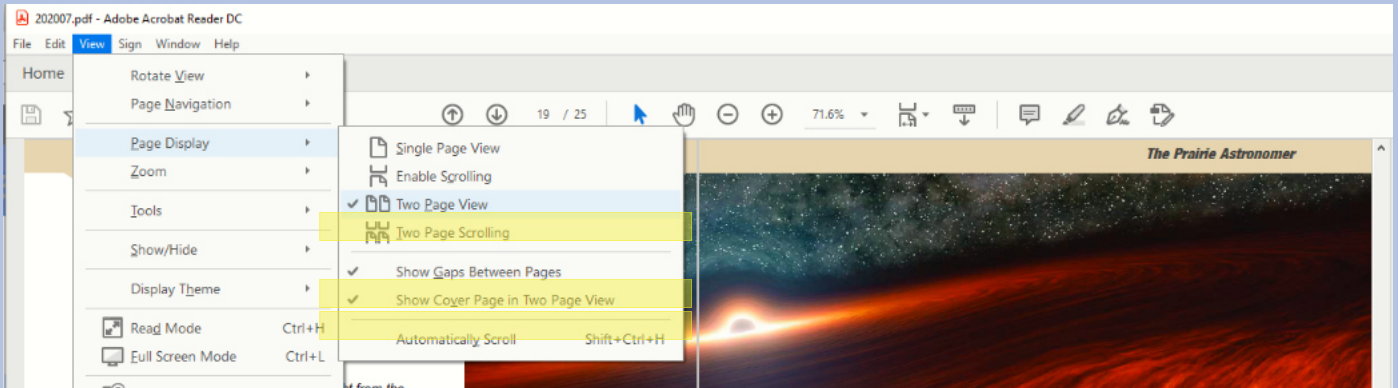 202007.pdf - Adobe Acrobat Reader DC
File Edit View Sign Window Help
Home
19 / 25 71.6%
Rotate View
Page Navigation
Page Display
Zoom
Tools
Show/Hide
Display Theme
Read Mode Ctrl+H
Full Screen Mode Ctrl+L
Single Page View
Enable Scrolling
Two Page View
Two Page Scrolling
Show Gaps Between Pages
Show Cover Page in Two Page View
Automatically Scroll Shift+Ctrl+H
The Prairie Astronomer
from the